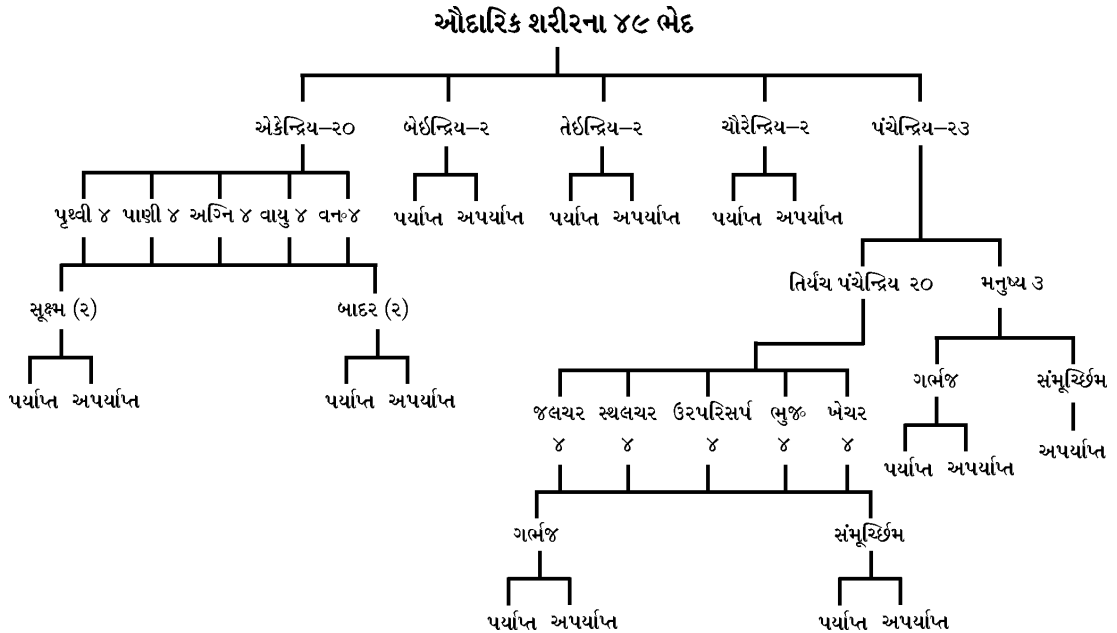 ઔદારિક શરીરના ૪૯ ભેદ
એકેન્દ્રિય–૨૦ બેઇન્દ્રિય–૨ તેઇન્દ્રિય–૨ ચૌરેન્દ્રિય–૨ પંચેન્દ્રિય–૨૩
પૃથ્વી ૪ પાણી ૪ અગ્નિ ૪ વાયુ ૪ વન૰૪ પર્યાપ્ત અપર્યાપ્ત પર્યાપ્ત અપર્યાપ્ત પર્યાપ્ત અપર્યાપ્ત
તિર્યંચ પંચેન્દ્રિય ૨૦ મનુષ્ય ૩
સૂક્ષ્મ (૨) બાદર (૨)
ગર્ભજ સંમૂર્ચ્છિમ
પર્યાપ્ત અપર્યાપ્ત પર્યાપ્ત અપર્યાપ્ત
જલચર સ્થલચર ઉરપરિસર્પ ભુજ૰ ખેચર
૪ ૪ ૪ ૪ ૪ અપર્યાપ્ત
પર્યાપ્ત અપર્યાપ્ત
ગર્ભજ સંમૂર્ચ્છિમ
પર્યાપ્ત અપર્યાપ્ત પર્યાપ્ત અપર્યાપ્ત